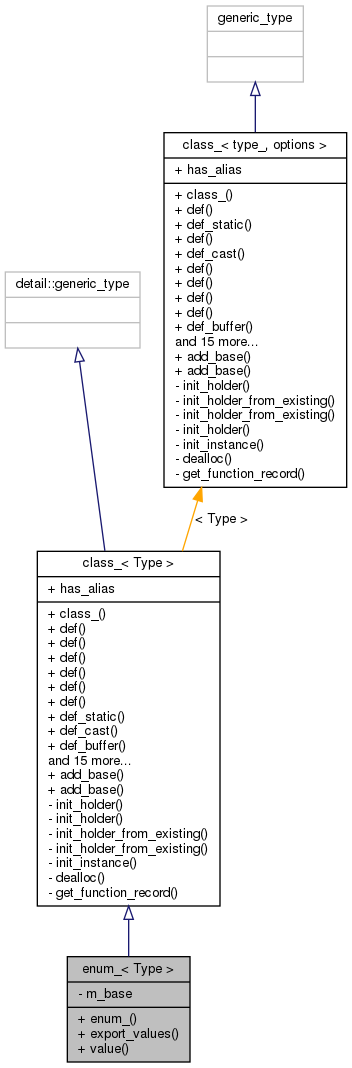 generic_type
class_< type_, options >
+ has_alias
+ class_()
+ def()
+ def_static()
+ def()
+ def_cast()
+ def()
+ def()
+ def()
+ def()
+ def_buffer()
and 15 more...
+ add_base()
+ add_base()
- init_holder()
- init_holder_from_existing()
- init_holder_from_existing()
- init_holder()
- init_instance()
- dealloc()
- get_function_record()
detail::generic_type
< Type >
class_< Type >
+ has_alias
+ class_()
+ def()
+ def()
+ def()
+ def()
+ def()
+ def()
+ def_static()
+ def_cast()
+ def_buffer()
and 15 more...
+ add_base()
+ add_base()
- init_holder()
- init_holder()
- init_holder_from_existing()
- init_holder_from_existing()
- init_instance()
- dealloc()
- get_function_record()
enum_< Type >
- m_base
+ enum_()
+ export_values()
+ value()